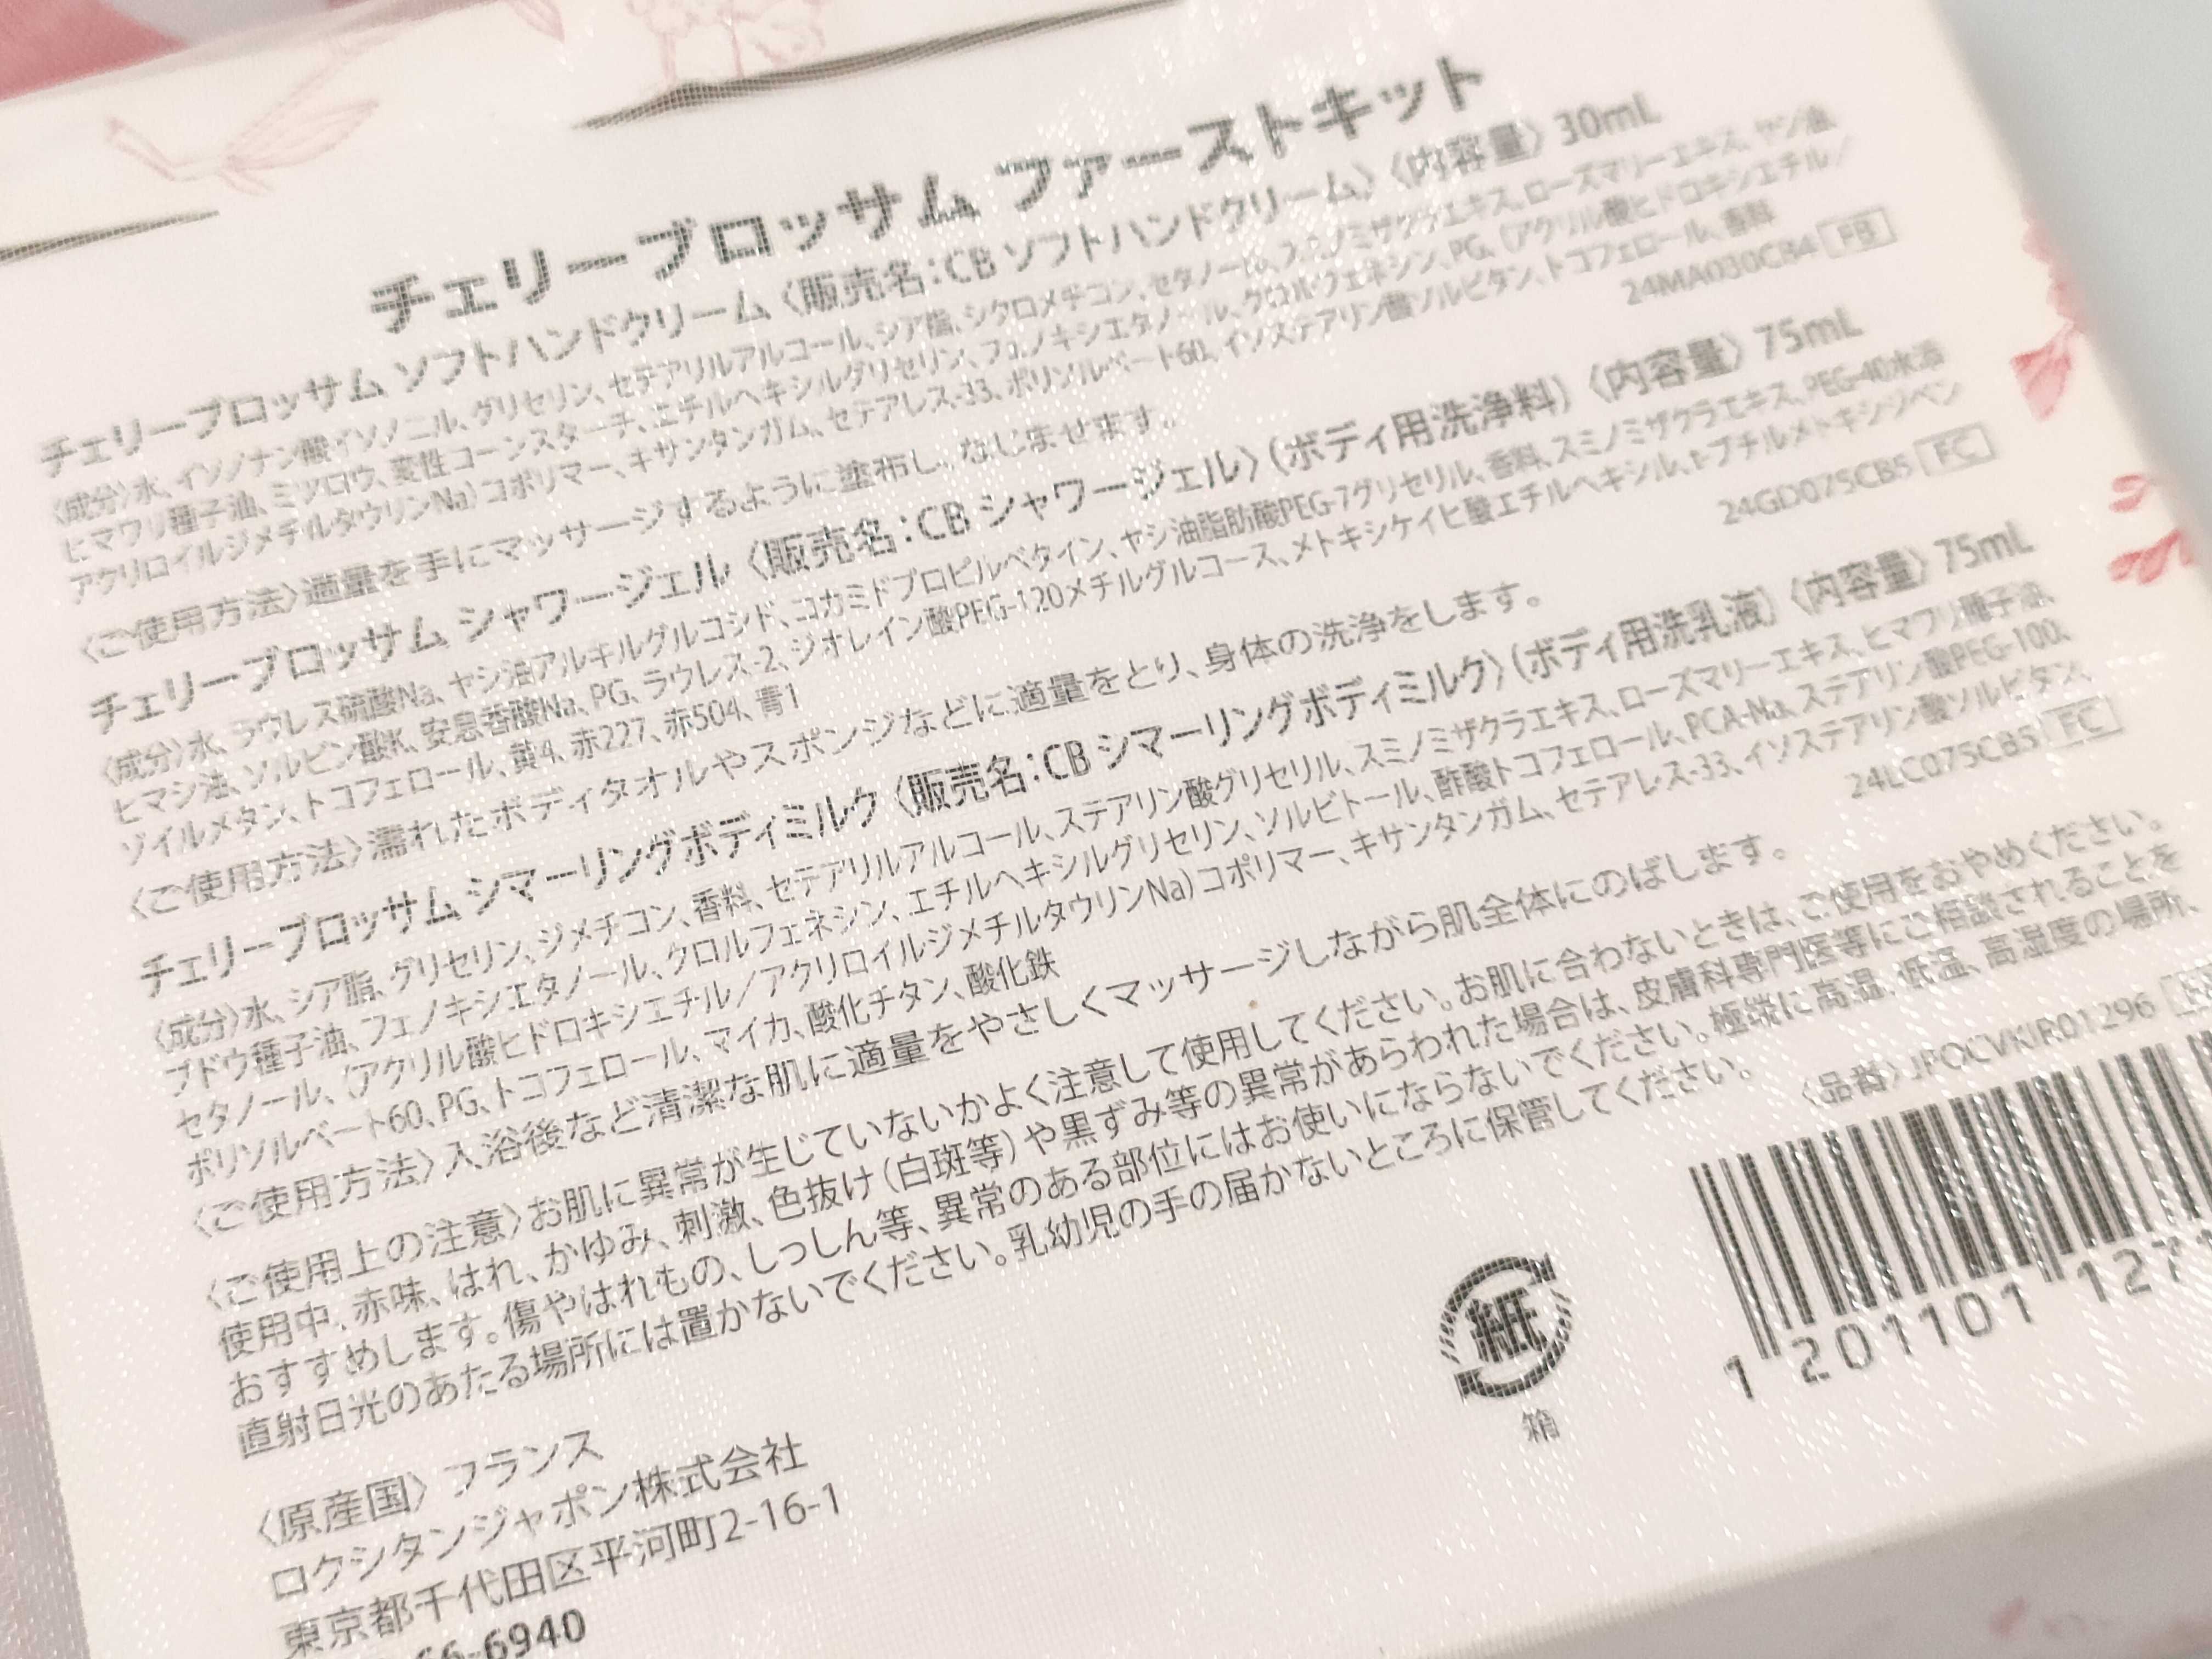 チェリーブロッサム ファーストキット
チェリーブロッサム ソフトハンドクリーム〈販売名：CB ソフトハンドクリーム〉〈内容量〉30mL
〈成分〉水、イソノナン酸イソノニル、グリセリン、セテアリルアルコール、シア脂、シクロメチコン、セタノール、スミノミザクラエキス、ローズマリーエキス、ヤシ油、
ヒマワリ種子油、ミツロウ、変性コーンスターチ、エチルヘキシルグリセリン、フェノキシエタノール、クロルフェネシン、PG、（アクリル酸ヒドロキシエチル／
アクリロイルジメチルタウリンNa）コポリマー、キサンタンガム、セテアレス-33、ポリソルベート60、イソステアリン酸ソルビタン、トコフェロール、香料
24MA030CB4 FB
〈ご使用方法〉適量を手にマッサージするように塗布し、なじませます。
チェリーブロッサム シャワージェル〈販売名：CB シャワージェル〉（ボディ用洗浄料）〈内容量〉75mL
〈成分〉水、ラウレス硫酸Na、ヤシ油アルキルグルコシド、コカミドプロピルベタイン、ヤシ油脂肪酸PEG-7グリセリル、香料、スミノミザクラエキス、PEG-40水添
ヒマシ油、ソルビン酸K、安息香酸Na、PG、ラウレス-2、ジオレイン酸PEG-120メチルグルコース、メトキシケイヒ酸エチルヘキシル、t-ブチルメトキシジベン
ゾイルメタン、トコフェロール、黄4、赤227、赤504、青1
24GD075CB5 FC
〈ご使用方法〉濡れたボディタオルやスポンジなどに適量をとり、身体の洗浄をします。
チェリーブロッサム シマーリングボディミルク〈販売名：CB シマーリングボディミルク〉（ボディ用洗乳液）〈内容量〉75mL
〈成分〉水、シア脂、グリセリン、ジメチコン、香料、セテアリルアルコール、ステアリン酸グリセリル、スミノミザクラエキス、ローズマリーエキス、ヒマワリ種子油、
ブドウ種子油、フェノキシエタノール、クロルフェネシン、エチルヘキシルグリセリン、ソルビトール、酢酸トコフェロール、PCA-Na、ステアリン酸PEG-100、
セタノール、（アクリル酸ヒドロキシエチル／アクリロイルジメチルタウリンNa）コポリマー、キサンタンガム、セテアレス-33、イソステアリン酸ソルビタン、
ポリソルベート60、PG、トコフェロール、マイカ、酸化チタン、酸化鉄
24LC075CB5 FC
〈ご使用方法〉入浴後など清潔な肌に適量をやさしくマッサージしながら肌全体にのばします。
〈ご使用上の注意〉お肌に異常が生じていないかよく注意して使用してください。お肌に合わないときは、ご使用をおやめください。
使用中、赤味、はれ、かゆみ、刺激、色抜け（白斑等）や黒ずみ等の異常があらわれた場合は、皮膚科専門医等にご相談されることを
おすすめします。傷やはれもの、しっしん等、異常のある部位にはお使いにならないでください。極端に高温、低温、高湿度の場所、
直射日光のあたる場所には置かないでください。乳幼児の手の届かないところに保管してください。
〈品番〉JPOCVKIR01296
〈原産国〉フランス
ロクシタンジャポン株式会社
東京都千代田区平河町2-16-1
66-6940
紙
箱
1 201101 127